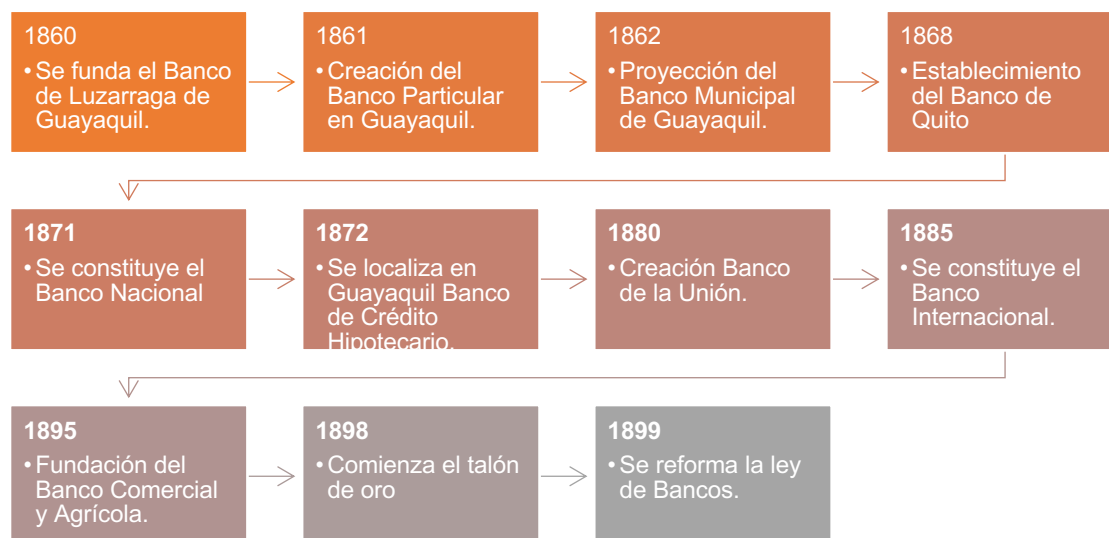 1860
• Se funda el Banco
de Luzarraga de
Guayaquil.
1861
• Creación del
Banco Particular
en Guayaquil.
1862
• Proyección del
Banco Municipal
de Guayaquil.
1868
• Establecimiento
del Banco de
Quito
1871
• Se constituye el
Banco Nacional
1872
• Se localiza en
Guayaquil Banco
de Crédito
Hipotecario.
1880
• Creación Banco
de la Unión.
1885
• Se constituye el
Banco
Internacional.
1895
• Fundación del
Banco Comercial
y Agrícola.
1898
• Comienza el talón
de oro
1899
• Se reforma la ley
de Bancos.